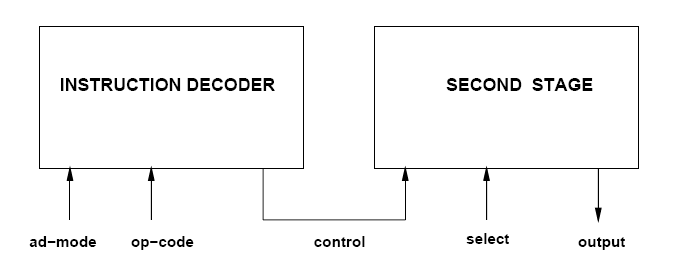 INSTRUCTION DECODER
SECOND STAGE
ad−mode
op−code
control
select
output